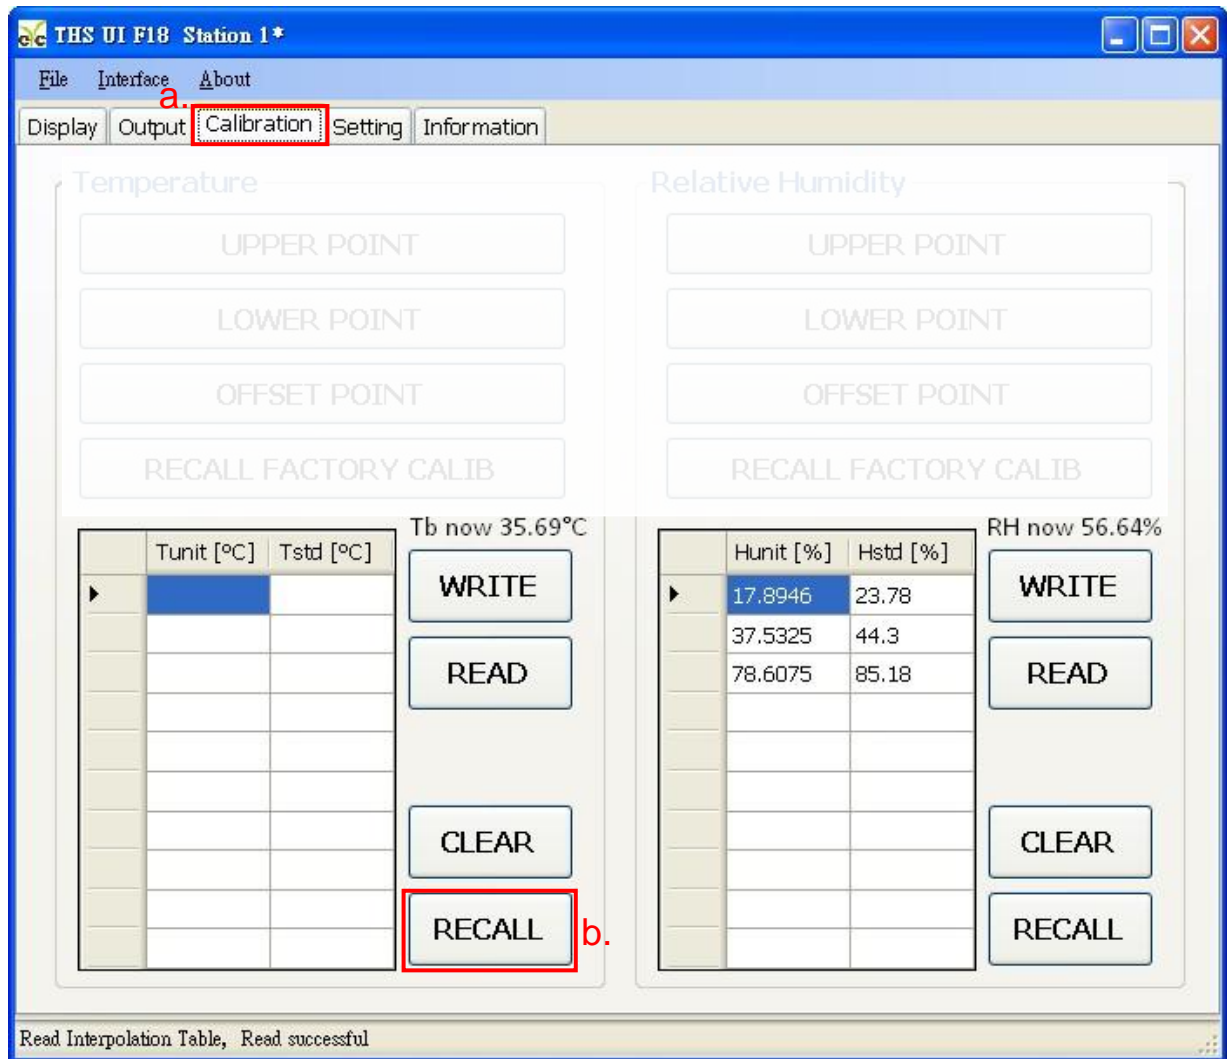 THS UI F18 Station 1*
File Interface About
a.
Display Output Calibration Setting Information
Temperature
UPPER POINT
LOWER POINT
OFFSET POINT
RECALL FACTORY CALIB
Tb now 35.69°C
Tunit [ºC] Tstd [ºC]
WRITE
READ
CLEAR
RECALL b.
Relative Humidity
UPPER POINT
LOWER POINT
OFFSET POINT
RECALL FACTORY CALIB
RH now 56.64%
Hunit [%] Hstd [%]
17.8946 23.78
37.5325 44.3
78.6075 85.18
WRITE
READ
CLEAR
RECALL
Read Interpolation Table, Read successful